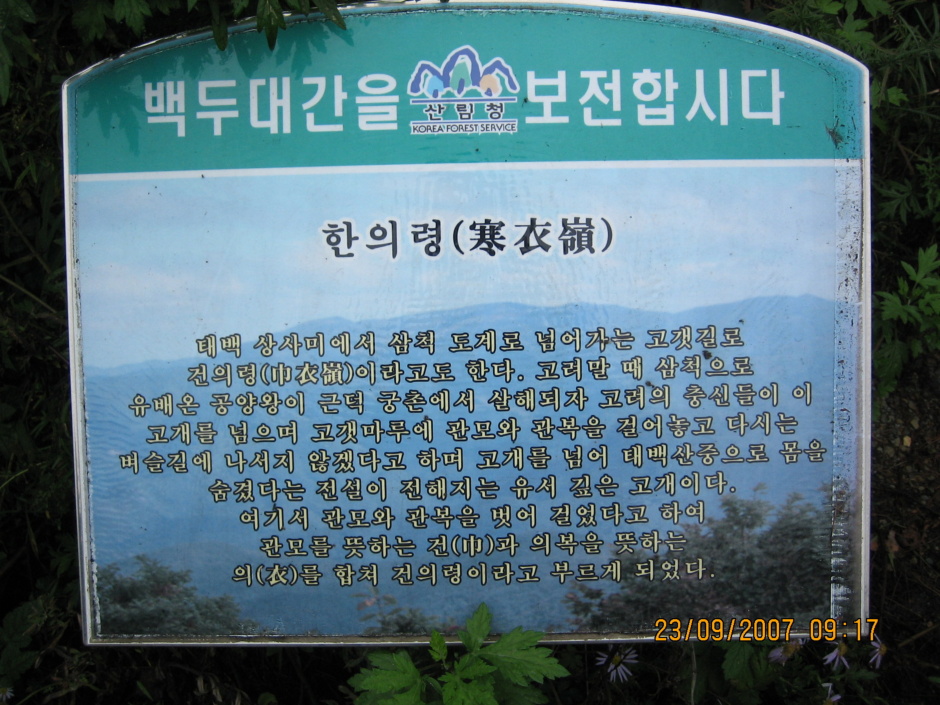 백두대간을 보전합시다
산림청
KOREA FOREST SERVICE
한의령(寒衣嶺)
태백 상사미에서 삼척 도계로 넘어가는 고갯길로
건의령(巾衣嶺)이라고도 한다. 고려말 때 삼척으로
유배온 공양왕이 근덕 궁촌에서 살해되자 고려의 충신들이 이
고개를 넘으며 고갯마루에 관모와 관복을 걸어놓고 다시는
벼슬길에 나서지 않겠다고 하며 고개를 넘어 태백산중으로 몸을
숨겼다는 전설이 전해지는 유서 깊은 고개이다.
여기서 관모와 관복을 벗어 걸었다고 하여
관모를 뜻하는 건(巾)과 의복을 뜻하는
의(衣)를 합쳐 건의령이라고 부르게 되었다.
23/09/2007 09:17